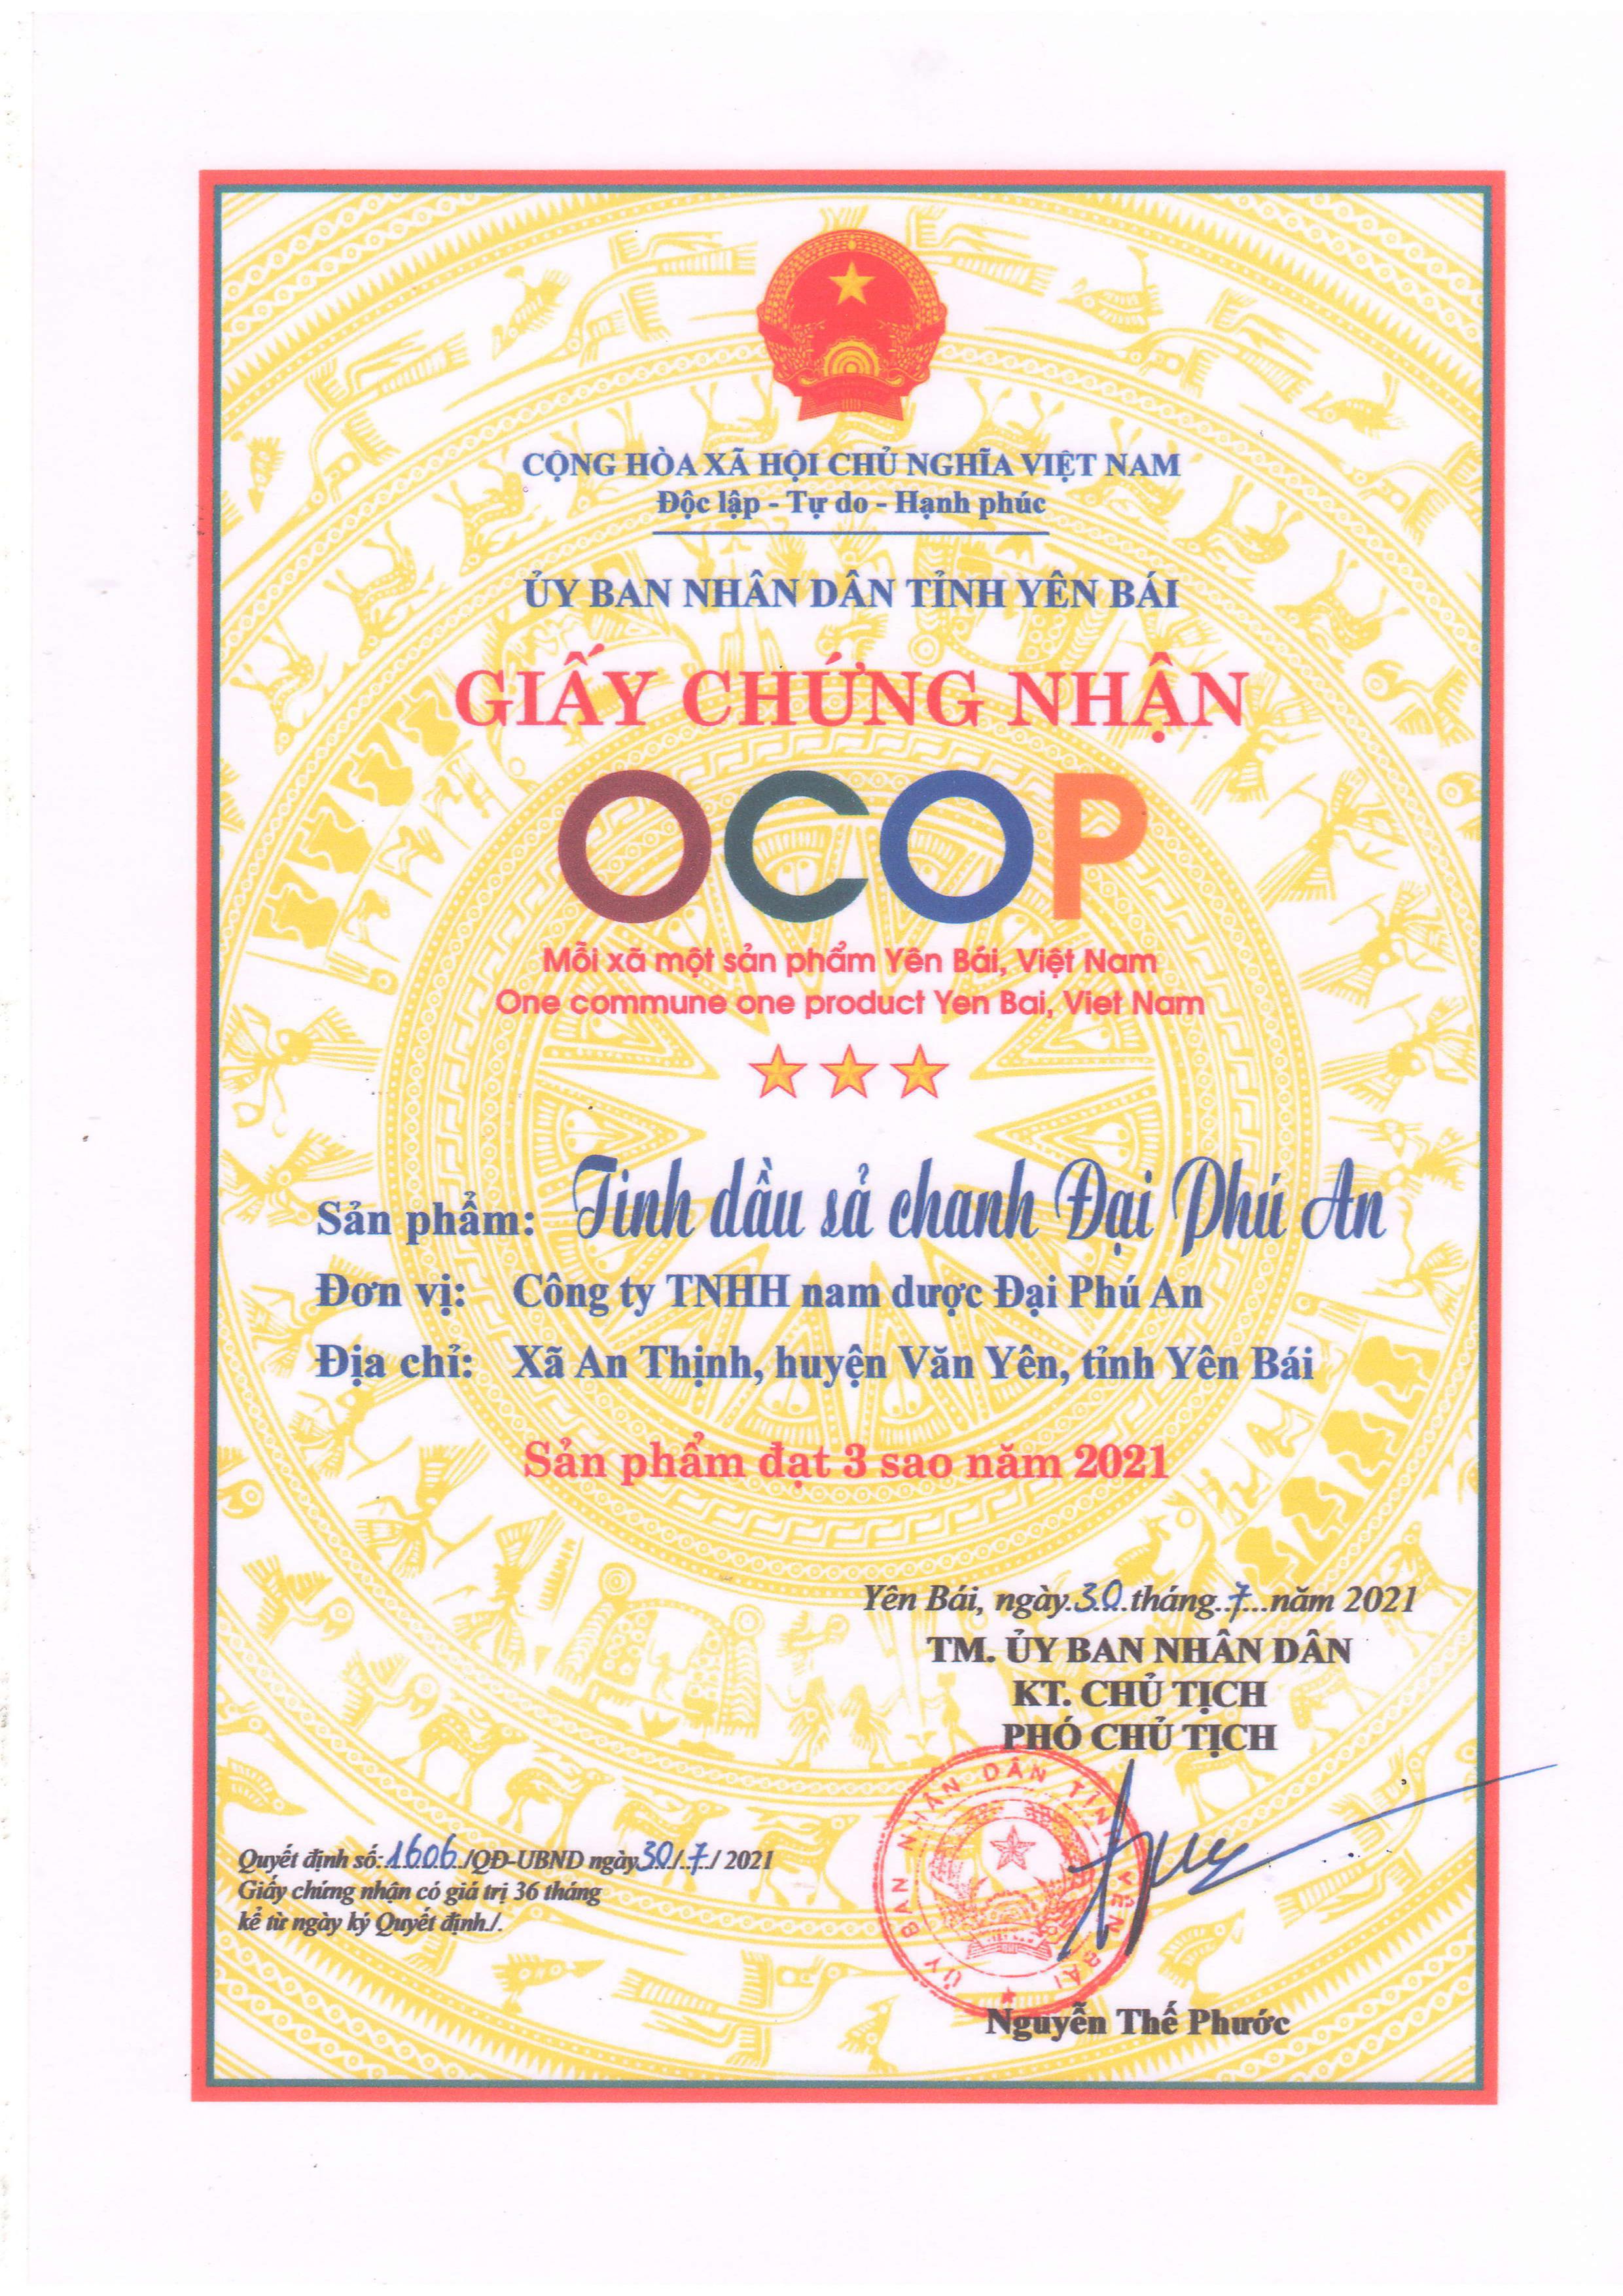 CỘNG HÒA XÃ HỘI CHỦ NGHĨA VIỆT NAM
Độc lập - Tự do - Hạnh phúc
ỦY BAN NHÂN DÂN TỈNH YÊN BÁI
GIẤY CHỨNG NHẬN
OCOP
Mỗi xã một sản phẩm Yên Bái, Việt Nam
One commune one product Yen Bai, Viet Nam
Sản phẩm: Tinh dầu sả chanh Đại Phú An
Đơn vị: Công ty TNHH nam dược Đại Phú An
Địa chỉ: Xã An Thịnh, huyện Văn Yên, tỉnh Yên Bái
Sản phẩm đạt 3 sao năm 2021
Yên Bái, ngày 30 tháng 7 năm 2021
TM. ỦY BAN NHÂN DÂN
KT. CHỦ TỊCH
PHÓ CHỦ TỊCH
ỦY BAN NHÂN DÂN TỈNH YÊN BÁI
Nguyễn Thế Phước
Quyết định số: 1606/QĐ-UBND ngày 30/7/ 2021
Giấy chứng nhận có giá trị 36 tháng
kể từ ngày ký Quyết định./.